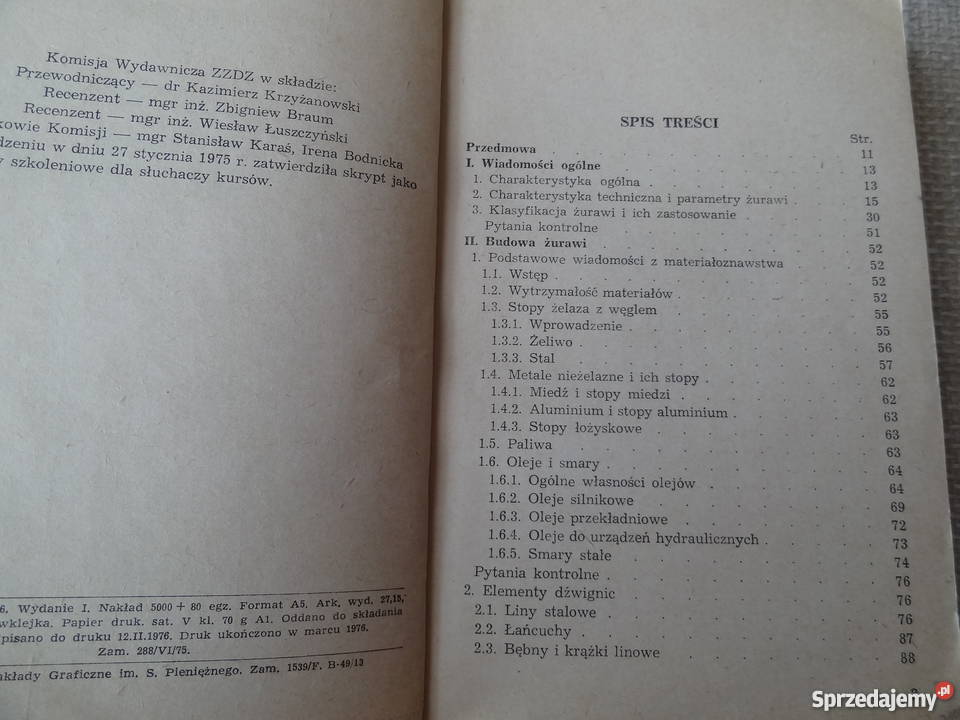 Komisja Wydawnicza ZZDZ w składzie:
Przewodniczący — dr Kazimierz Krzyżanowski
Recenzent — mgr inż. Zbigniew Braum
Recenzent — mgr inż. Wiesław Łuszczyński
kowie Komisji — mgr Stanisław Karaś, Irena Bodnicka
dzeniu w dniu 27 stycznia 1975 r. zatwierdziła skrypt jako
y szkoleniowe dla słuchaczy kursów.
6. Wydanie I. Nakład 5000 + 80 egz. Format A5. Ark. wyd. 27,15,
wklejka. Papier druk. sat. V kl. 70 g A1. Oddano do składania
pisano do druku 12.II.1976. Druk ukończono w marcu 1976.
Zam. 288/VI/75.
kłady Graficzne im. S. Pieniężnego. Zam. 1539/F. B-49/13
SPIS TREŚCI
Str.
Przedmowa . . . . . . . . . 11
I. Wiadomości ogólne . . . . . . . . 13
1. Charakterystyka ogólna . . . . . . . 13
2. Charakterystyka techniczna i parametry żurawi . . . 15
3. Klasyfikacja żurawi i ich zastosowanie . . . . 30
Pytania kontrolne . . . . . . . . 51
II. Budowa żurawi . . . . . . . . 52
1. Podstawowe wiadomości z materiałoznawstwa . . . 52
1.1. Wstęp . . . . . . . . . 52
1.2. Wytrzymałość materiałów . . . . . . 52
1.3. Stopy żelaza z węglem . . . . . . 55
1.3.1. Wprowadzenie . . . . . . . 55
1.3.2. Żeliwo . . . . . . . . 56
1.3.3. Stal . . . . . . . . 57
1.4. Metale nieżelazne i ich stopy . . . . . 62
1.4.1. Miedź i stopy miedzi . . . . . . 62
1.4.2. Aluminium i stopy aluminium . . . . 63
1.4.3. Stopy łożyskowe . . . . . . . 63
1.5. Paliwa . . . . . . . . . 63
1.6. Oleje i smary . . . . . . . . 64
1.6.1. Ogólne własności olejów . . . . . 64
1.6.2. Oleje silnikowe . . . . . . . 69
1.6.3. Oleje przekładniowe . . . . . . 72
1.6.4. Oleje do urządzeń hydraulicznych . . . . 73
1.6.5. Smary stałe . . . . . . . 74
Pytania kontrolne . . . . . . . . 76
2. Elementy dźwignic . . . . . . . . 76
2.1. Liny stalowe . . . . . . . . 76
2.2. Łańcuchy . . . . . . . . 87
2.3. Bębny i krążki linowe . . . . . . 88
Sprzedajemy.pl